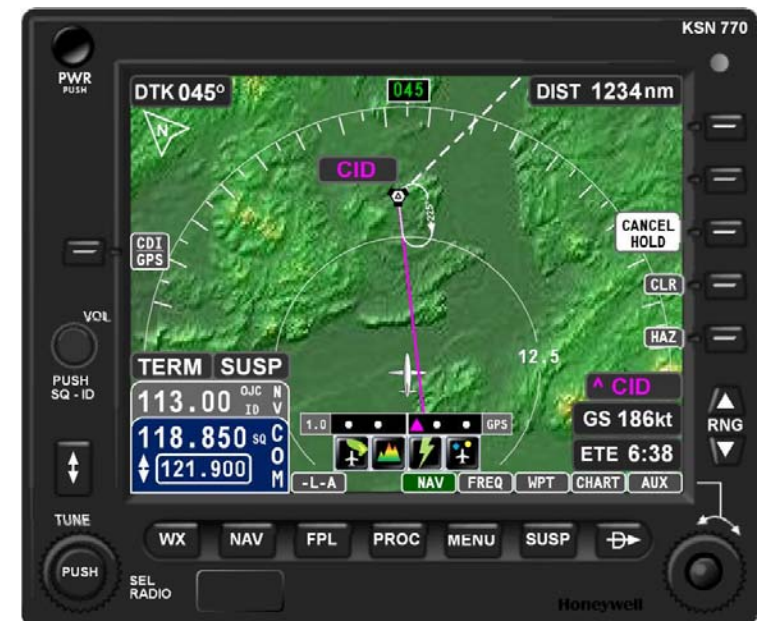 KSN 770
PWR
PUSH
DTK 045º
045
DIST 1234nm
N
CID
225°
CANCEL
HOLD
CDI
GPS
CLR
VOL
HAZ
12.5
PUSH
SQ - ID
TERM SUSP
^ CID
113.00 OJC ID NV
1.0 GPS
GS 186kt
RNG
118.850 SQ COM
121.900
ETE 6:38
-L-A NAV FREQ WPT CHART AUX
TUNE
WX NAV FPL PROC MENU SUSP D
PUSH
SEL
RADIO
Honeywell